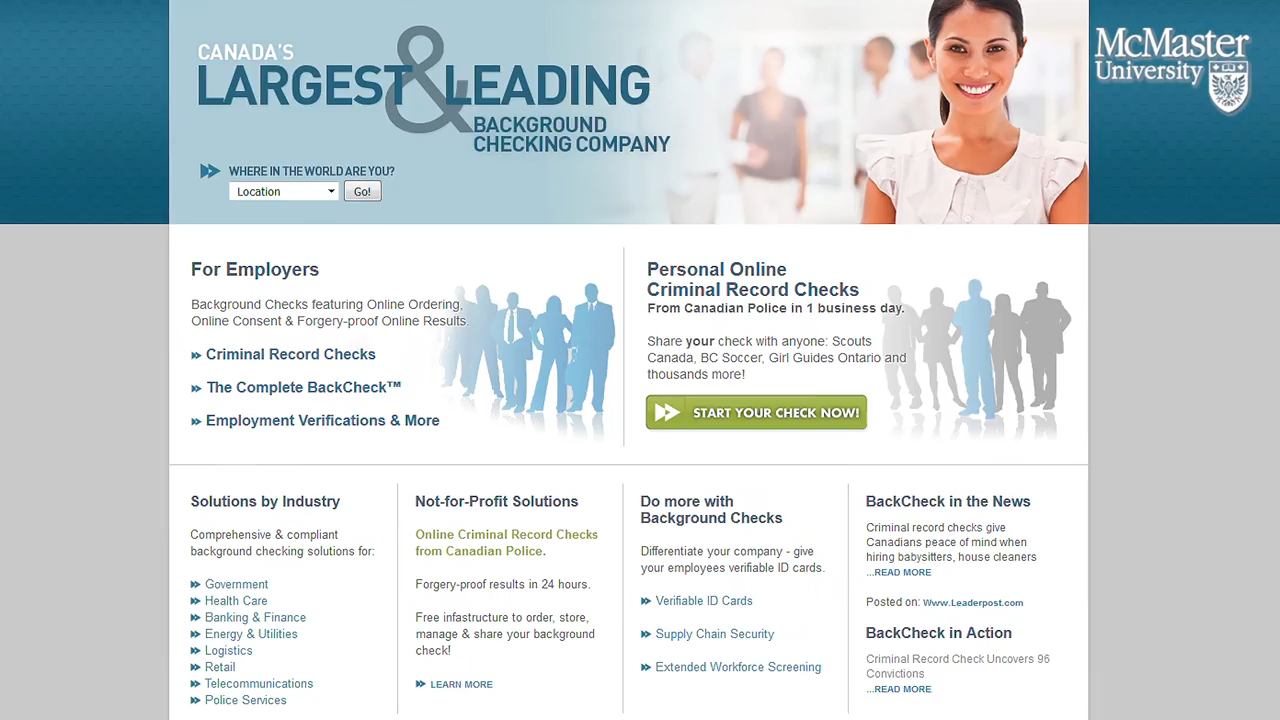 CANADA'S
LARGEST & LEADING
BACKGROUND
CHECKING COMPANY
WHERE IN THE WORLD ARE YOU?
Location
Go!
McMaster
University
For Employers
Background Checks featuring Online Ordering,
Online Consent & Forgery-proof Online Results.
Criminal Record Checks
The Complete BackCheck™
Employment Verifications & More
Personal Online
Criminal Record Checks
From Canadian Police in 1 business day.
Share your check with anyone: Scouts
Canada, BC Soccer, Girl Guides Ontario and
thousands more!
START YOUR CHECK NOW!
Solutions by Industry
Comprehensive & compliant
background checking solutions for:
Government
Health Care
Banking & Finance
Energy & Utilities
Logistics
Retail
Telecommunications
Police Services
Not-for-Profit Solutions
Online Criminal Record Checks
from Canadian Police.
Forgery-proof results in 24 hours.
Free infastructure to order, store,
manage & share your background
check!
LEARN MORE
Do more with
Background Checks
Differentiate your company - give
your employees verifiable ID cards.
Verifiable ID Cards
Supply Chain Security
Extended Workforce Screening
BackCheck in the News
Criminal record checks give
Canadians peace of mind when
hiring babysitters, house cleaners
...READ MORE
Posted on: Www.Leaderpost.com
BackCheck in Action
Criminal Record Check Uncovers 96
Convictions
...READ MORE